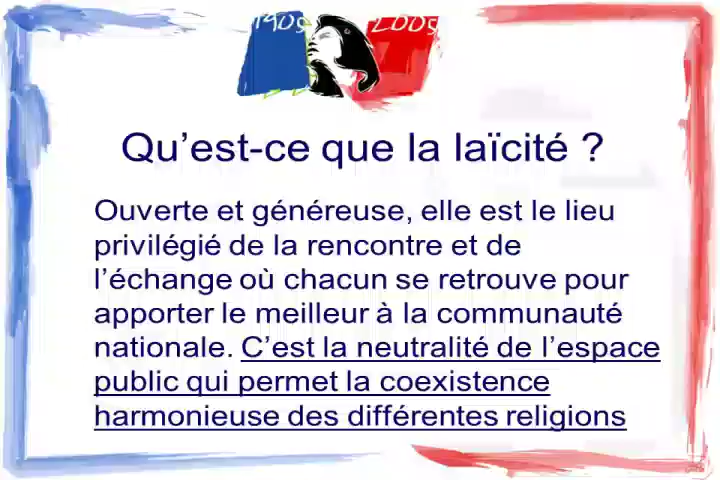 1905 2005
Qu’est-ce que la laïcité ?
Ouverte et généreuse, elle est le lieu
privilégié de la rencontre et de
l’échange où chacun se retrouve pour
apporter le meilleur à la communauté
nationale. C’est la neutralité de l’espace
public qui permet la coexistence
harmonieuse des différentes religions